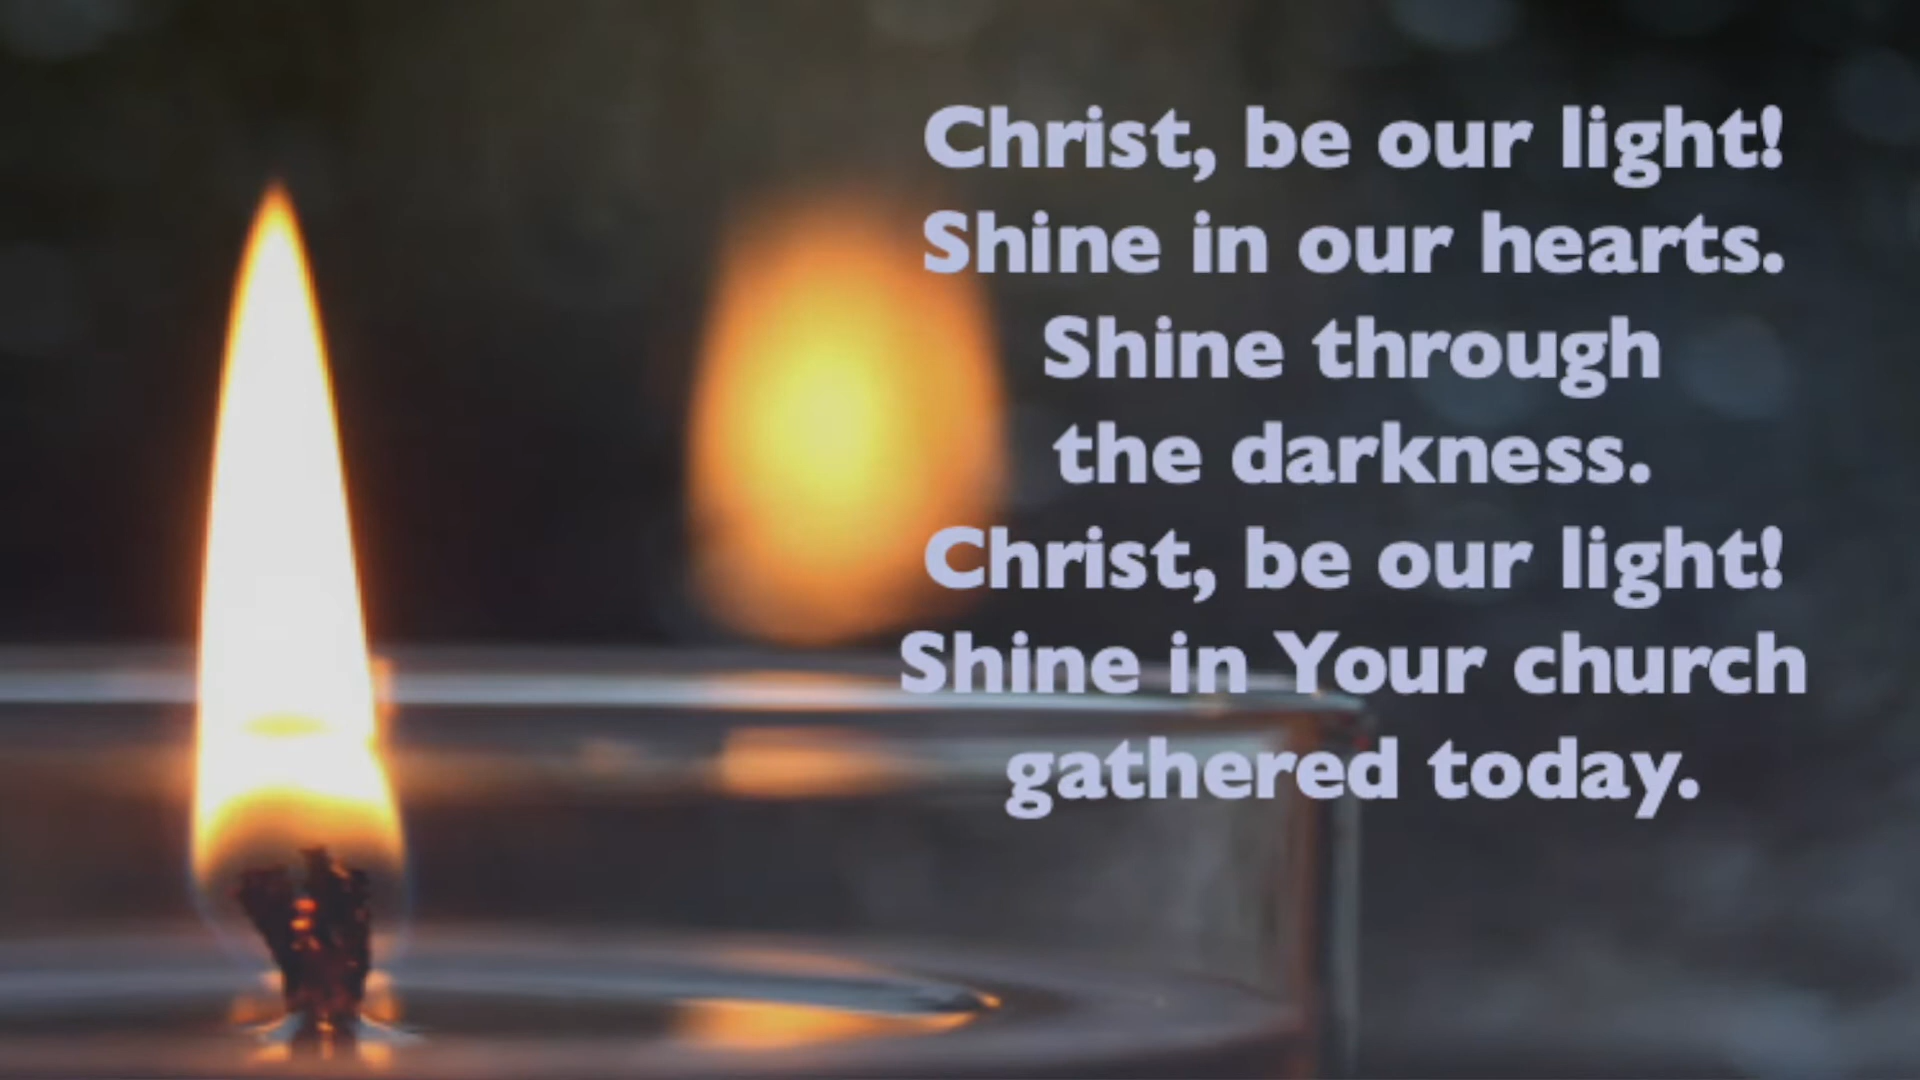 Christ, be our light!
Shine in our hearts.
Shine through
the darkness.
Christ, be our light!
Shine in Your church
gathered today.